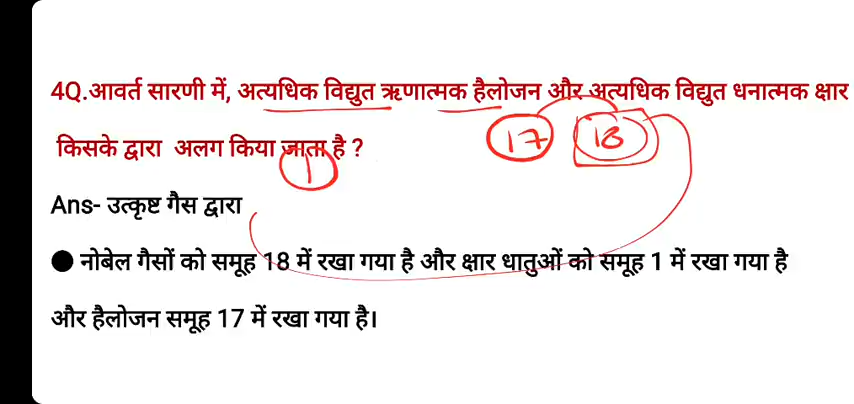 4Q.आवर्त सारणी में, अत्यधिक विद्युत ऋणात्मक हैलोजन और अत्यधिक विद्युत धनात्मक क्षार
17 18
किसके द्वारा अलग किया जाता है ?
1
Ans- उत्कृष्ट गैस द्वारा
● नोबेल गैसों को समूह 18 में रखा गया है और क्षार धातुओं को समूह 1 में रखा गया है
और हैलोजन समूह 17 में रखा गया है।